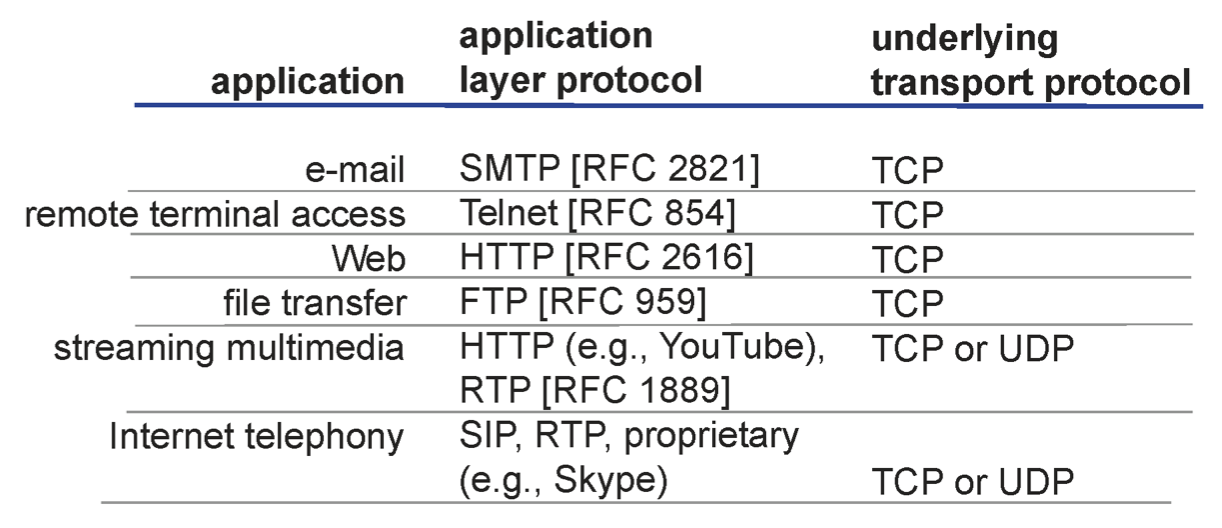 application application layer protocol underlying transport protocol
e-mail SMTP [RFC 2821] TCP
remote terminal access Telnet [RFC 854] TCP
Web HTTP [RFC 2616] TCP
file transfer FTP [RFC 959] TCP
streaming multimedia HTTP (e.g., YouTube), TCP or UDP
RTP [RFC 1889]
Internet telephony SIP, RTP, proprietary
(e.g., Skype) TCP or UDP